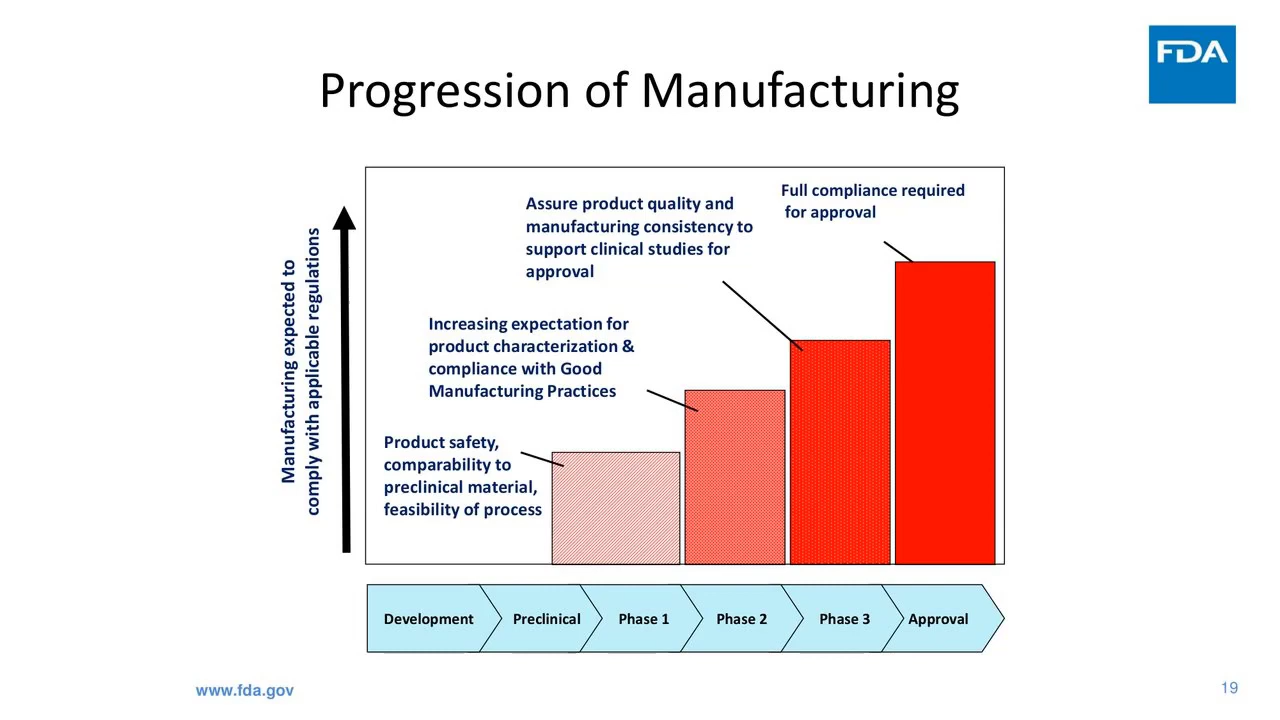 FDA
Progression of Manufacturing
Manufacturing expected to
comply with applicable regulations
Full compliance required
for approval
Assure product quality and
manufacturing consistency to
support clinical studies for
approval
Increasing expectation for
product characterization &
compliance with Good
Manufacturing Practices
Product safety,
comparability to
preclinical material,
feasibility of process
Development
Preclinical
Phase 1
Phase 2
Phase 3
Approval
www.fda.gov
19